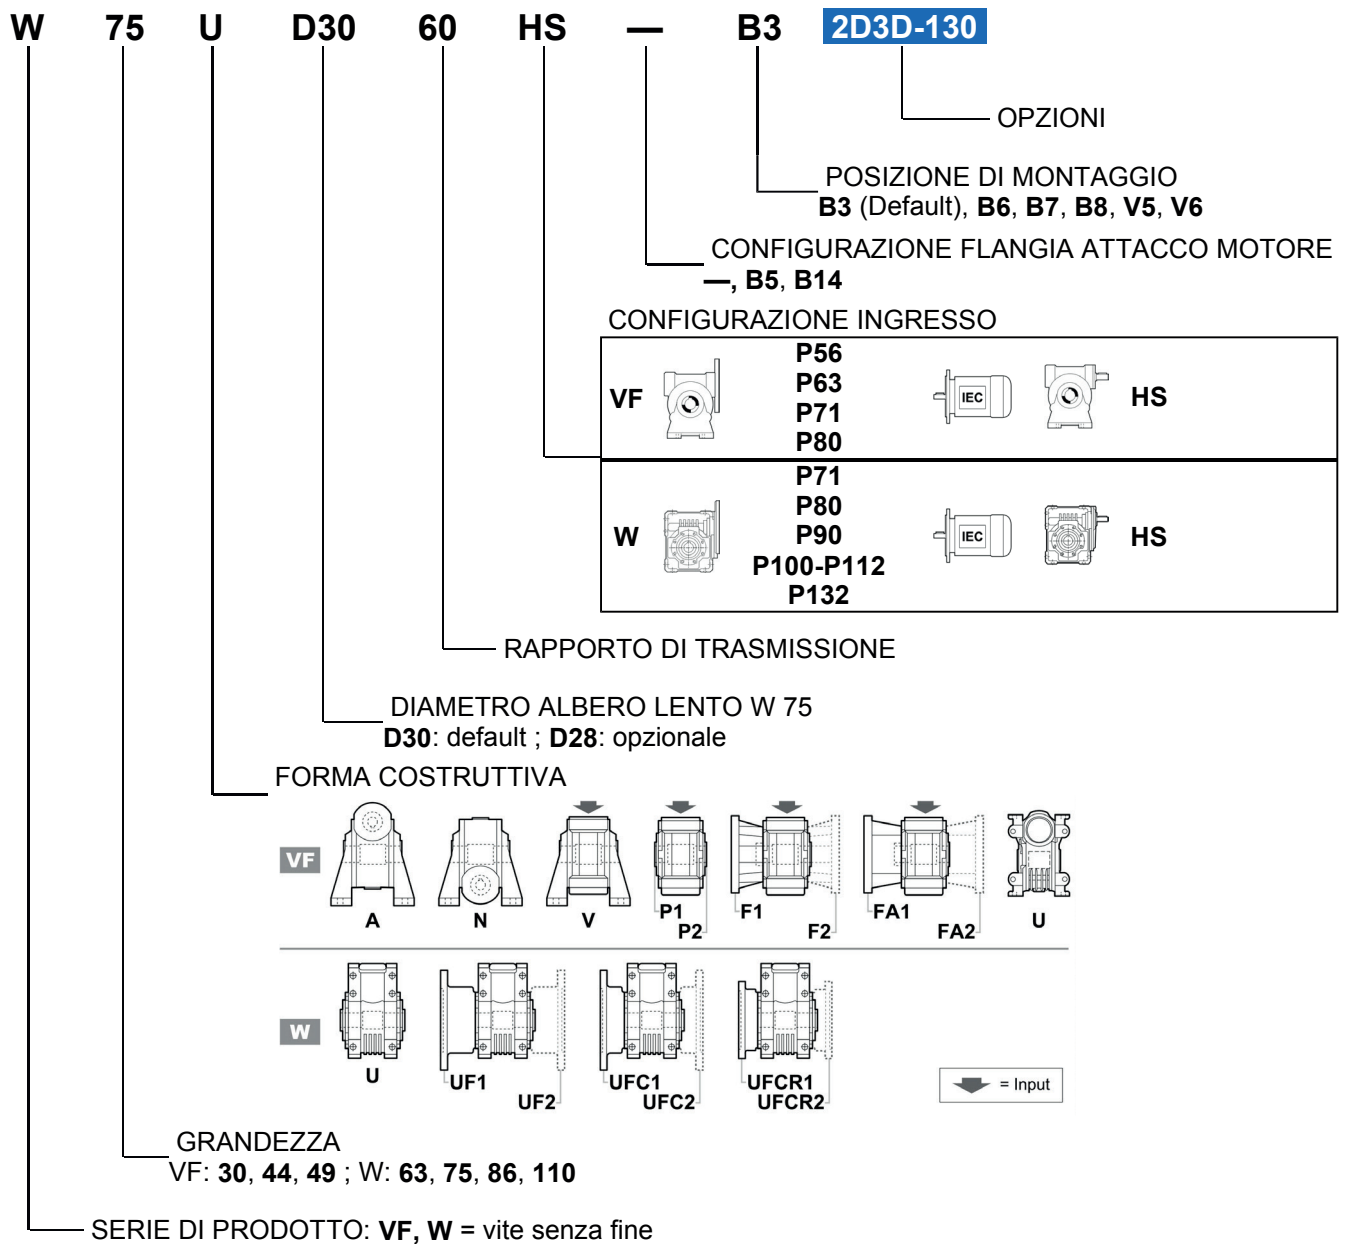 W 75 U D30 60 HS — B3 2D3D-130
OPZIONI
POSIZIONE DI MONTAGGIO
B3 (Default), B6, B7, B8, V5, V6
CONFIGURAZIONE FLANGIA ATTACCO MOTORE
—, B5, B14
CONFIGURAZIONE INGRESSO
P56
P63
VF IEC HS
P71
P80
P71
P80
W P90 IEC HS
P100-P112
P132
RAPPORTO DI TRASMISSIONE
DIAMETRO ALBERO LENTO W 75
D30: default ; D28: opzionale
FORMA COSTRUTTIVA
VF
A N V P1 P2 F1 F2 FA1 FA2 U
W
U UF1 UF2 UFC1 UFC2 UFCR1 UFCR2
= Input
GRANDEZZA
VF: 30, 44, 49 ; W: 63, 75, 86, 110
SERIE DI PRODOTTO: VF, W = vite senza fine